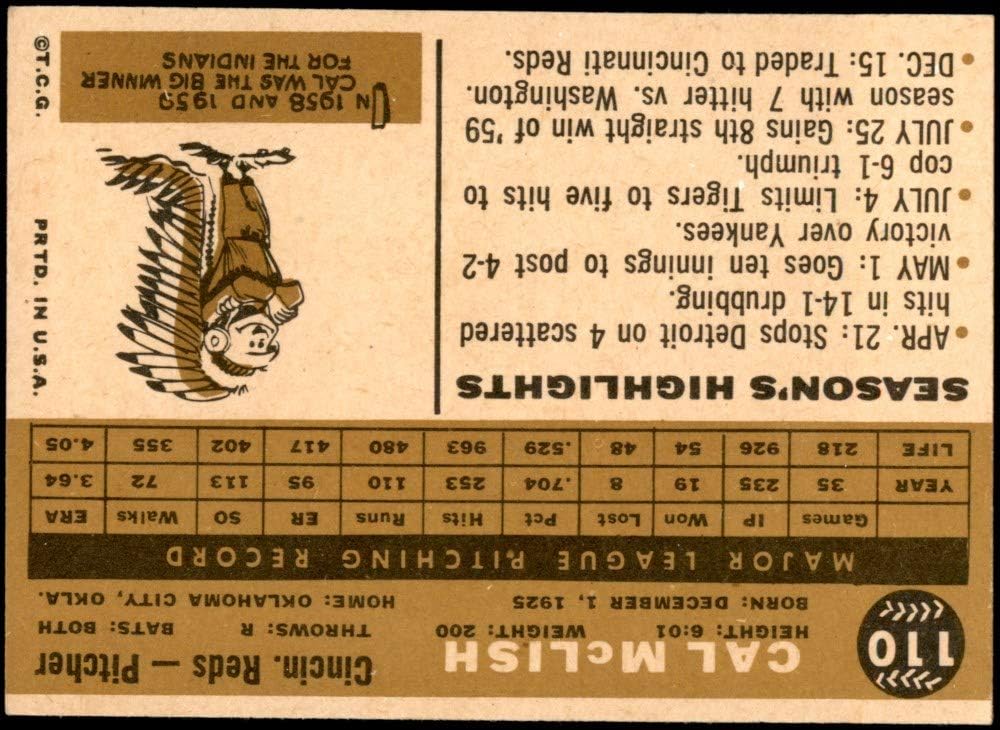 110
CAL McLISH
Cincin. Reds — Pitcher
HEIGHT: 6:01 WEIGHT: 200 THROWS: R BATS: BOTH
BORN: DECEMBER 1, 1925 HOME: OKLAHOMA CITY, OKLA.
MAJOR LEAGUE PITCHING RECORD
Games IP Won Lost Pct Hits Runs ER SO Walks ERA
YEAR 35 235 19 8 .704 253 110 95 113 72 3.64
LIFE 218 926 54 48 .529 963 480 417 402 355 4.05
SEASON'S HIGHLIGHTS
• APR. 21: Stops Detroit on 4 scattered
hits in 14-1 drubbing.
• MAY 1: Goes ten innings to post 4-2
victory over Yankees.
• JULY 4: Limits Tigers to five hits to
cop 6-1 triumph.
• JULY 25: Gains 8th straight win of '59
season with 7 hitter vs. Washington.
• DEC. 15: Traded to Cincinnati Reds.
IN 1958 AND 1959
CAL WAS THE BIG WINNER
FOR THE INDIANS
©T.C.G. PRTD. IN U.S.A.